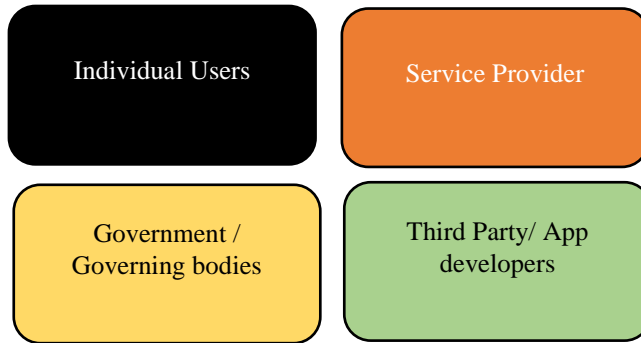 Individual Users
Service Provider
Government /
Governing bodies
Third Party/ App
developers